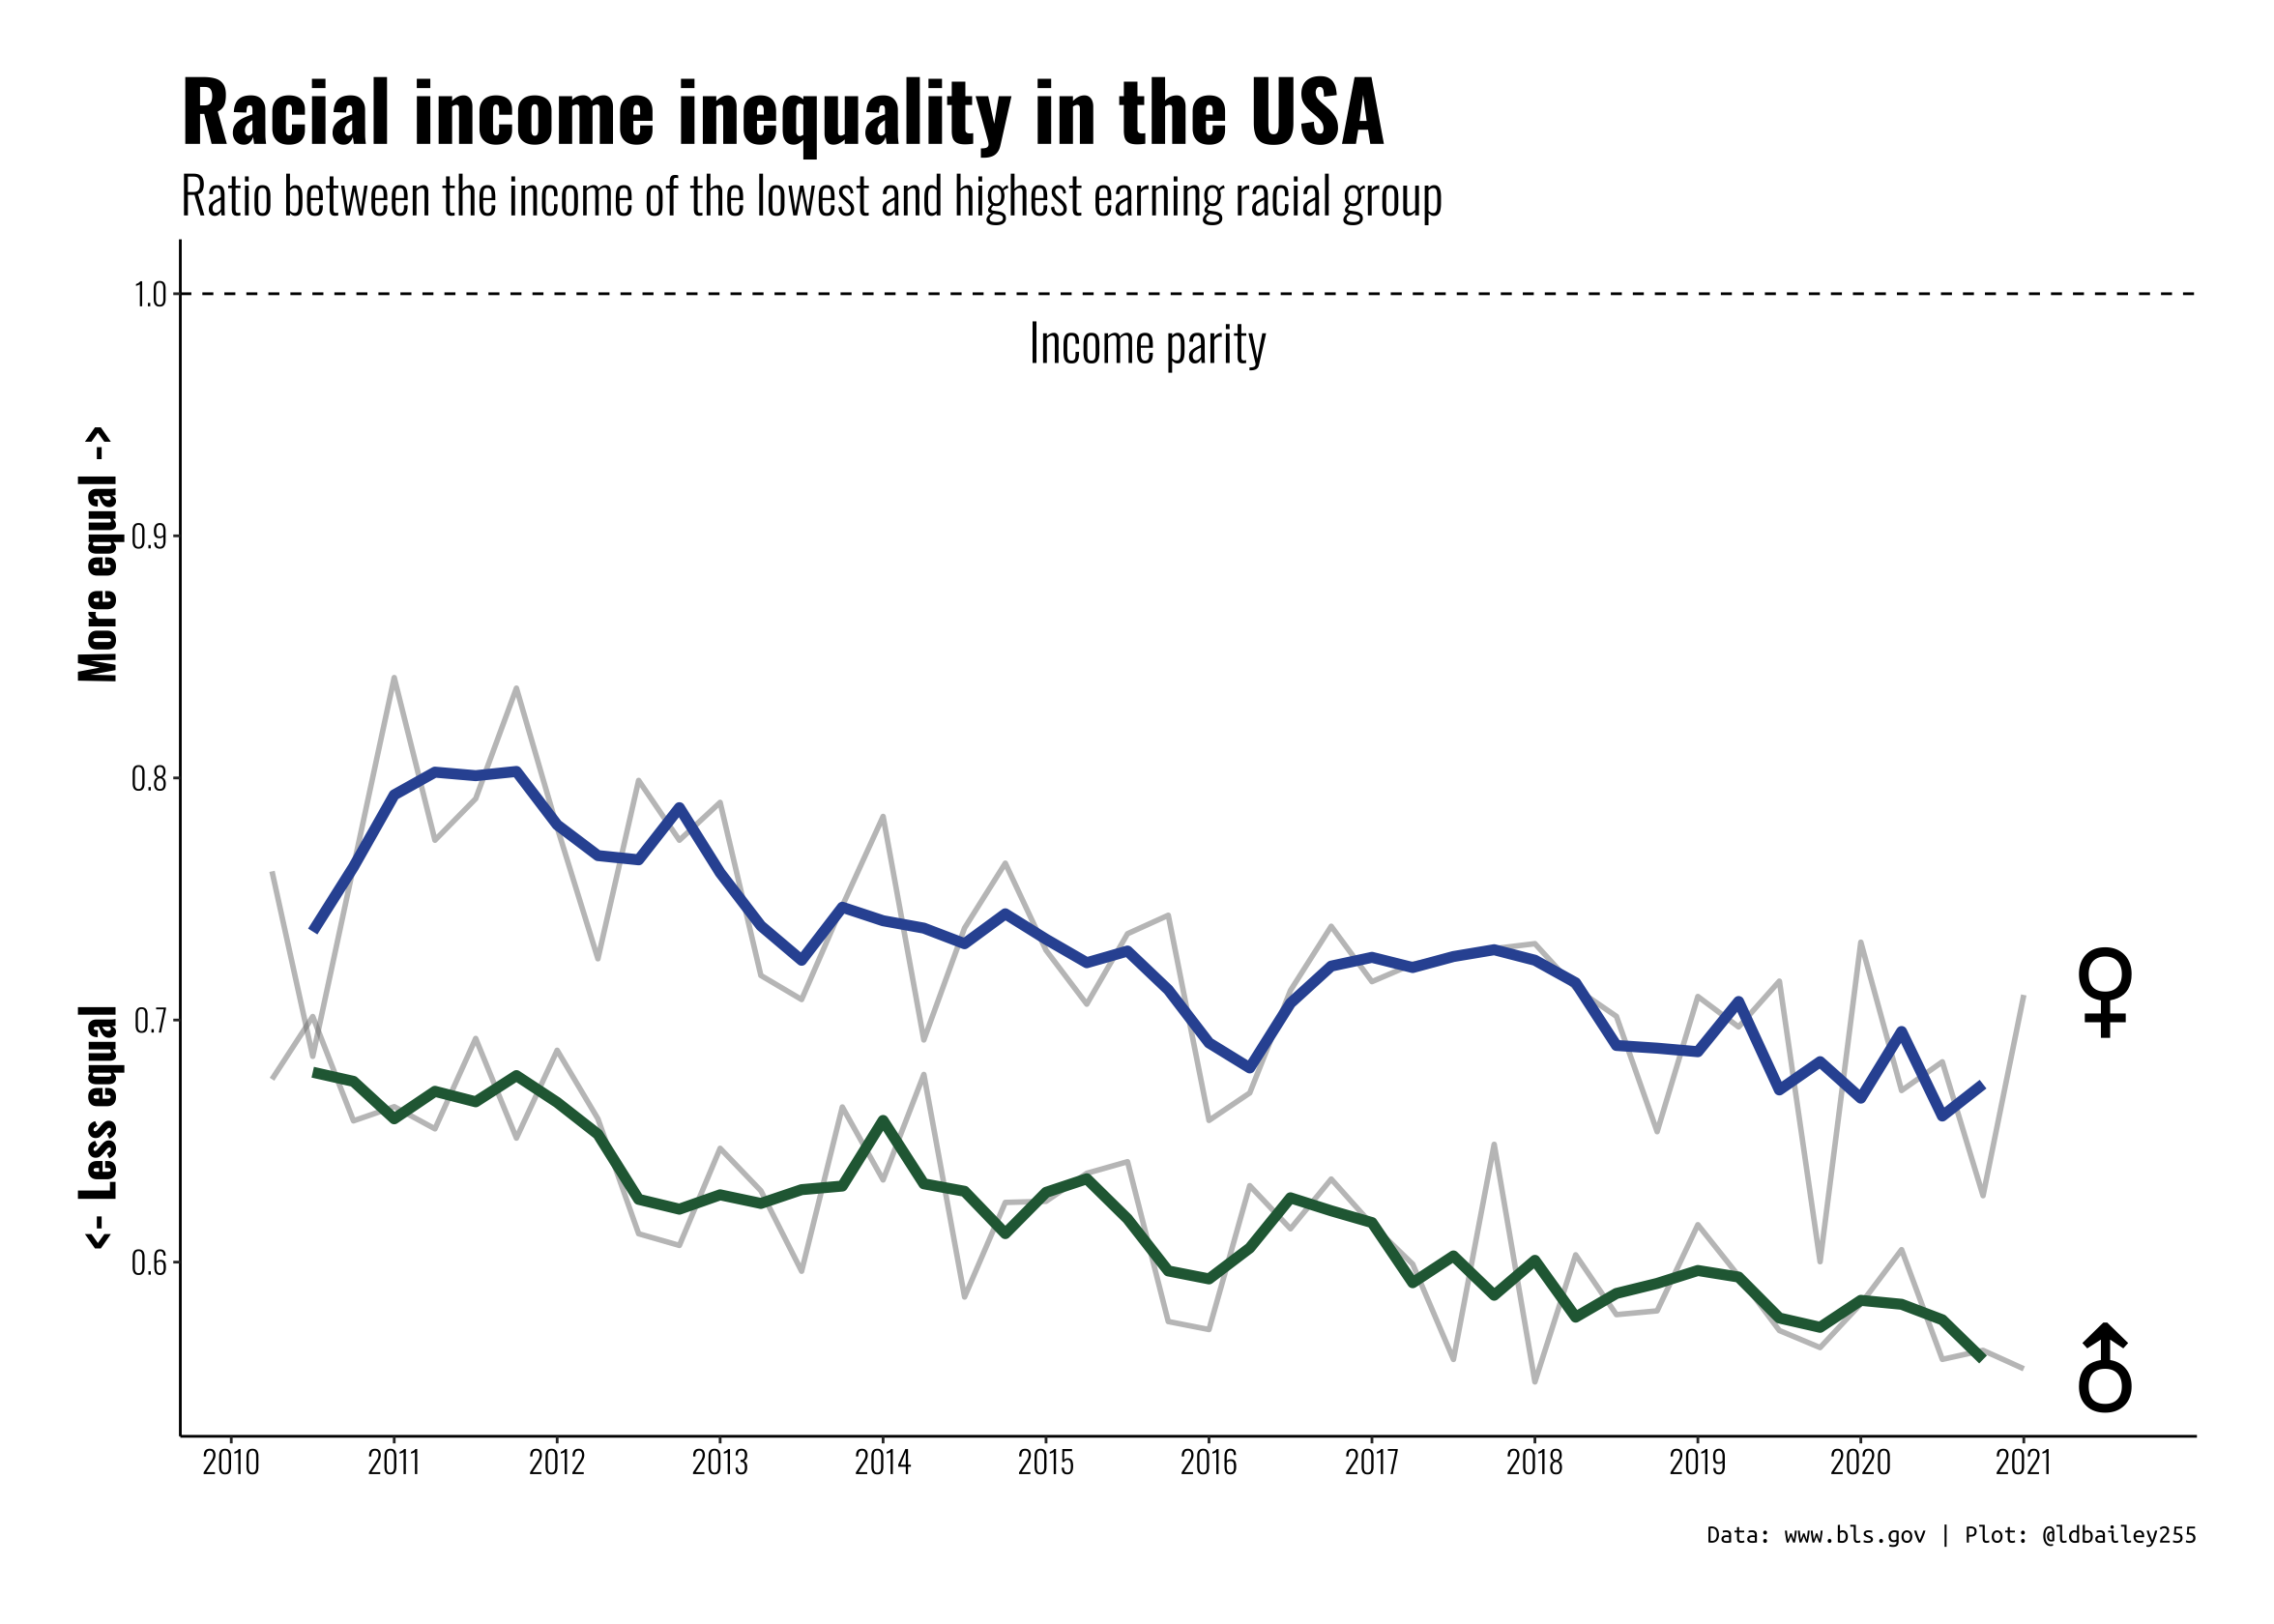 Racial income inequality in the USA
Ratio between the income of the lowest and highest earning racial group
1.0
Income parity
More equal ->
0.9
0.8
<- Less equal
0.7
♀
0.6
♂
2010 2011 2012 2013 2014 2015 2016 2017 2018 2019 2020 2021
Data: www.bls.gov | Plot: @ldbailey255